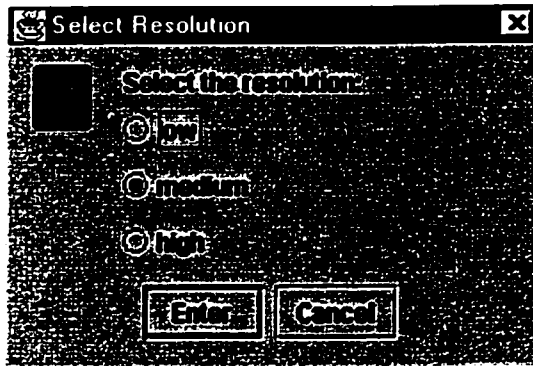 Select Resolution
Select the resolution:
low
medium
high
Enter
Cancel